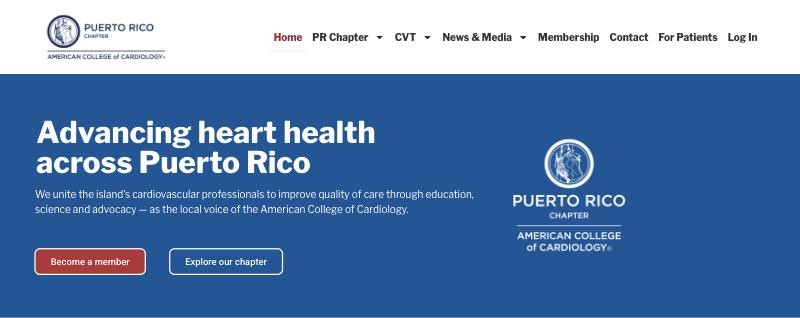 PUERTO RICO
CHAPTER
AMERICAN COLLEGE of CARDIOLOGY®
Home PR Chapter CVT News & Media Membership Contact For Patients Log In
Advancing heart health
across Puerto Rico
We unite the island's cardiovascular professionals to improve quality of care through education,
science and advocacy — as the local voice of the American College of Cardiology.
Become a member Explore our chapter
PUERTO RICO
CHAPTER
AMERICAN COLLEGE
of CARDIOLOGY®